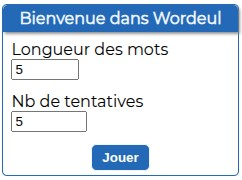 Bienvenue dans Wordeul
Longueur des mots
5
Nb de tentatives
5
Jouer